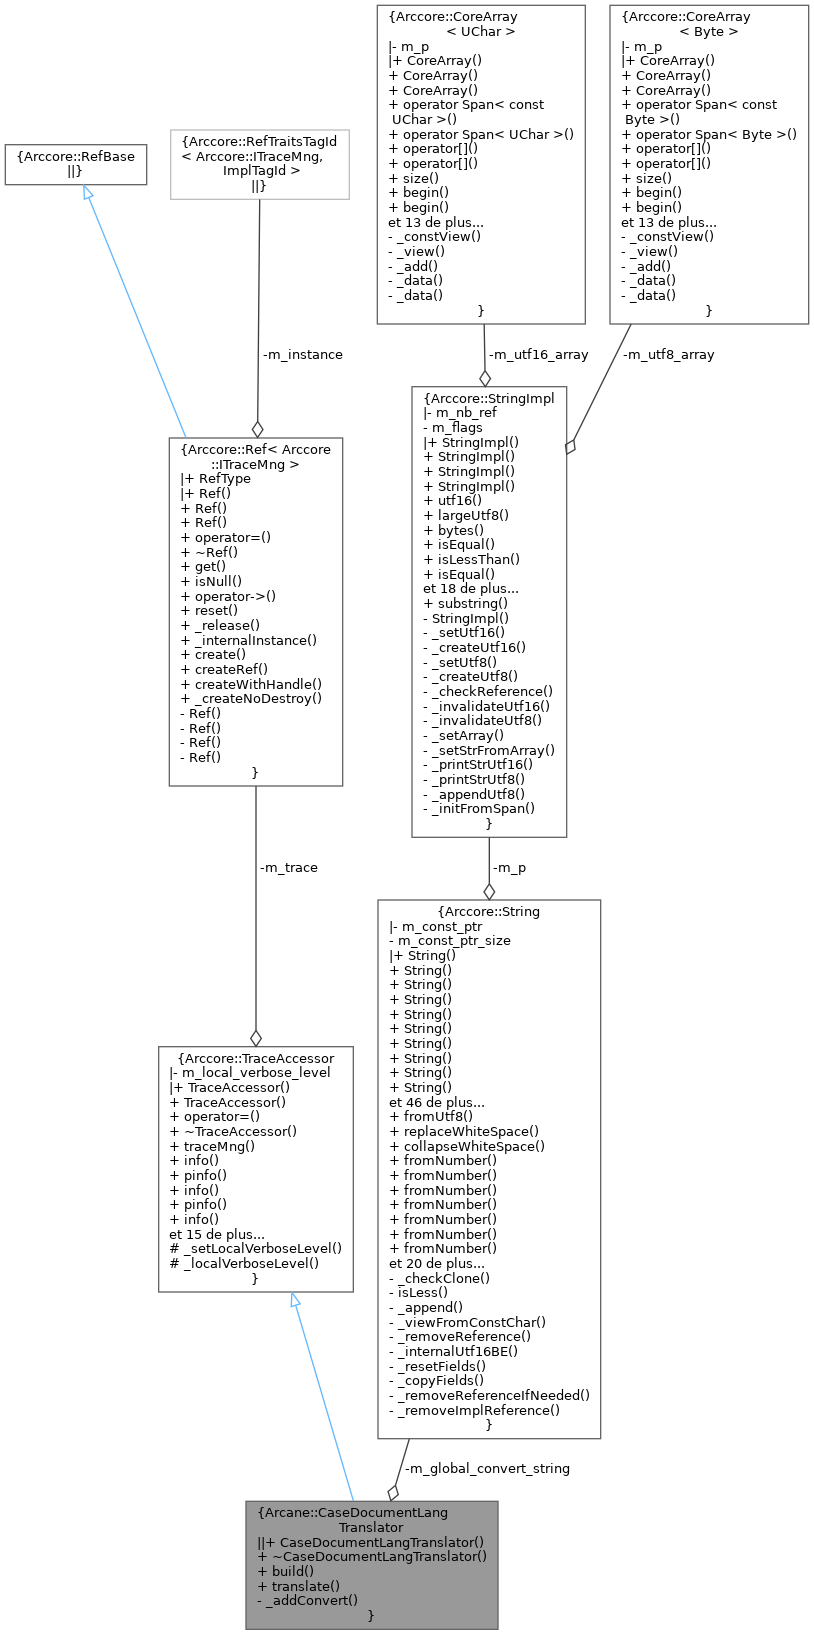 {Arccore::CoreArray
< UChar >
|- m_p
|+ CoreArray()
+ CoreArray()
+ CoreArray()
+ operator Span< const
UChar >()
+ operator Span< UChar >()
+ operator[]()
+ operator[]()
+ size()
+ begin()
+ begin()
et 13 de plus...
- _constView()
- _view()
- _add()
- _data()
- _data()
}
{Arccore::CoreArray
< Byte >
|- m_p
|+ CoreArray()
+ CoreArray()
+ CoreArray()
+ operator Span< const
Byte >()
+ operator Span< Byte >()
+ operator[]()
+ operator[]()
+ size()
+ begin()
+ begin()
et 13 de plus...
- _constView()
- _view()
- _add()
- _data()
- _data()
}
{Arccore::RefBase
||}
{Arccore::RefTraitsTagId
< Arccore::ITraceMng,
ImplTagId >
||}
-m_instance
-m_utf16_array
-m_utf8_array
{Arccore::Ref< Arccore
::ITraceMng >
|+ RefType
|+ Ref()
+ Ref()
+ Ref()
+ operator=()
+ ~Ref()
+ get()
+ isNull()
+ operator->()
+ reset()
+ _release()
+ _internalInstance()
+ create()
+ createRef()
+ createWithHandle()
+ _createNoDestroy()
- Ref()
- Ref()
- Ref()
- Ref()
}
{Arccore::StringImpl
|- m_nb_ref
- m_flags
|+ StringImpl()
+ StringImpl()
+ StringImpl()
+ StringImpl()
+ utf16()
+ largeUtf8()
+ bytes()
+ isEqual()
+ isLessThan()
+ isEqual()
et 18 de plus...
+ substring()
- StringImpl()
- _setUtf16()
- _createUtf16()
- _setUtf8()
- _createUtf8()
- _checkReference()
- _invalidateUtf16()
- _invalidateUtf8()
- _setArray()
- _setStrFromArray()
- _printStrUtf16()
- _printStrUtf8()
- _appendUtf8()
- _initFromSpan()
}
-m_trace
-m_p
{Arccore::String
|- m_const_ptr
- m_const_ptr_size
|+ String()
+ String()
+ String()
+ String()
+ String()
+ String()
+ String()
+ String()
+ String()
+ String()
et 46 de plus...
+ fromUtf8()
+ replaceWhiteSpace()
+ collapseWhiteSpace()
+ fromNumber()
+ fromNumber()
+ fromNumber()
+ fromNumber()
+ fromNumber()
+ fromNumber()
+ fromNumber()
et 20 de plus...
- _checkClone()
- isLess()
- _append()
- _viewFromConstChar()
- _removeReference()
- _internalUtf16BE()
- _resetFields()
- _copyFields()
- _removeReferenceIfNeeded()
- _removeImplReference()
}
{Arccore::TraceAccessor
|- m_local_verbose_level
|+ TraceAccessor()
+ TraceAccessor()
+ operator=()
+ ~TraceAccessor()
+ traceMng()
+ info()
+ pinfo()
+ info()
+ pinfo()
+ info()
et 15 de plus...
# _setLocalVerboseLevel()
# _localVerboseLevel()
}
-m_global_convert_string
{Arcane::CaseDocumentLang
Translator
||+ CaseDocumentLangTranslator()
+ ~CaseDocumentLangTranslator()
+ build()
+ translate()
- _addConvert()
}